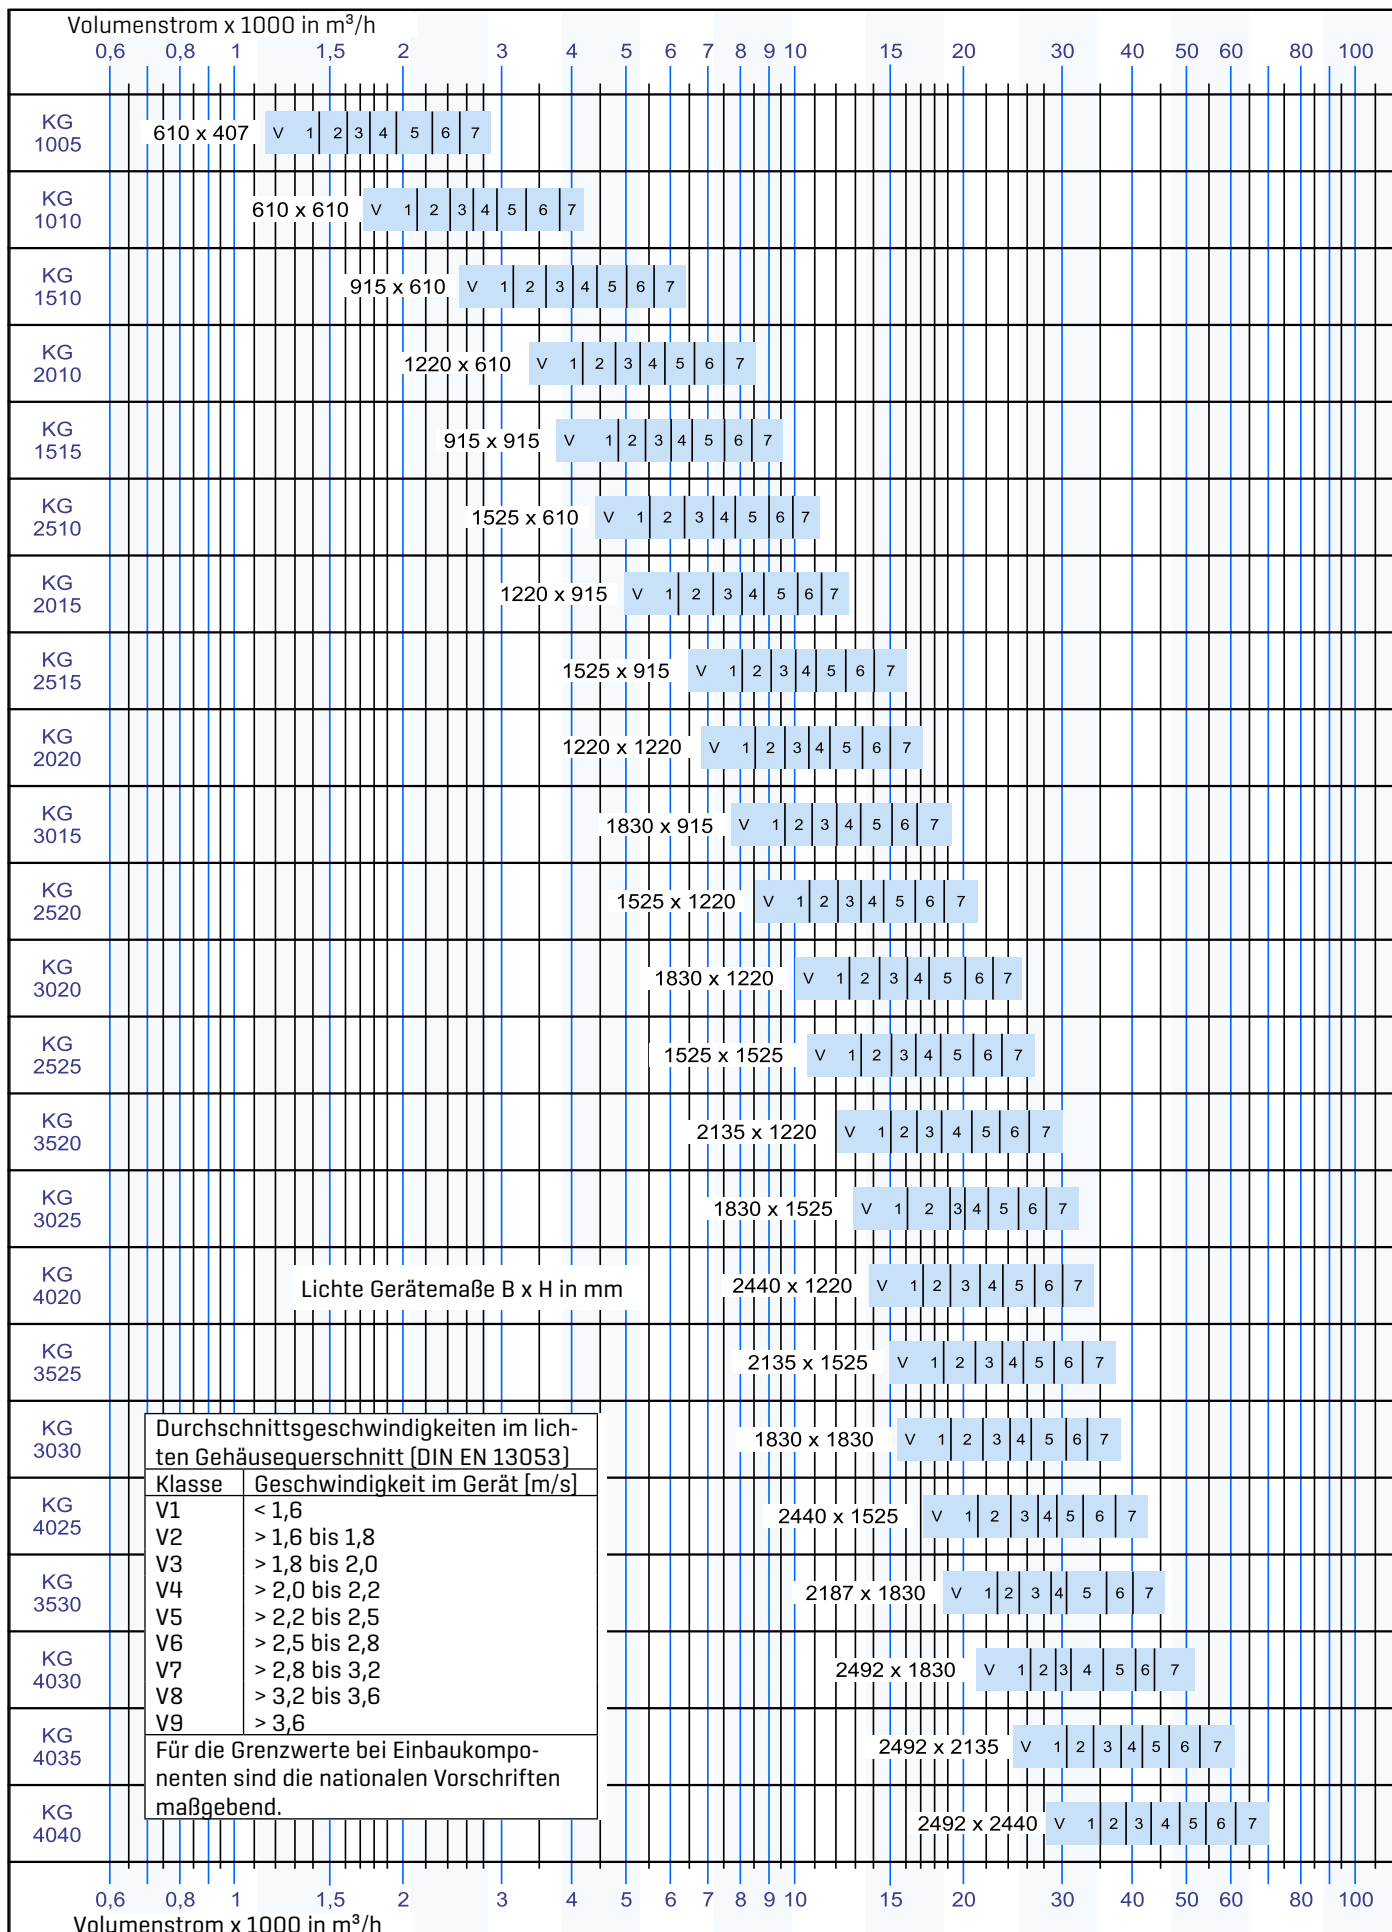 Volumenstrom x 1000 in m³/h
0,6 0,8 1 1,5 2 3 4 5 6 7 8 9 10 15 20 30 40 50 60 80 100
KG
1005
610 x 407 V 1 2 3 4 5 6 7
KG
1010
610 x 610 V 1 2 3 4 5 6 7
KG
1510
915 x 610 V 1 2 3 4 5 6 7
KG
2010
1220 x 610 V 1 2 3 4 5 6 7
KG
1515
915 x 915 V 1 2 3 4 5 6 7
KG
2510
1525 x 610 V 1 2 3 4 5 6 7
KG
2015
1220 x 915 V 1 2 3 4 5 6 7
KG
2515
1525 x 915 V 1 2 3 4 5 6 7
KG
2020
1220 x 1220 V 1 2 3 4 5 6 7
KG
3015
1830 x 915 V 1 2 3 4 5 6 7
KG
2520
1525 x 1220 V 1 2 3 4 5 6 7
KG
3020
1830 x 1220 V 1 2 3 4 5 6 7
KG
2525
1525 x 1525 V 1 2 3 4 5 6 7
KG
3520
2135 x 1220 V 1 2 3 4 5 6 7
KG
3025
1830 x 1525 V 1 2 3 4 5 6 7
KG
4020
Lichte Gerätemaße B x H in mm
2440 x 1220 V 1 2 3 4 5 6 7
KG
3525
2135 x 1525 V 1 2 3 4 5 6 7
KG
3030
1830 x 1830 V 1 2 3 4 5 6 7
KG
4025
2440 x 1525 V 1 2 3 4 5 6 7
KG
3530
2187 x 1830 V 1 2 3 4 5 6 7
KG
4030
2492 x 1830 V 1 2 3 4 5 6 7
KG
4035
2492 x 2135 V 1 2 3 4 5 6 7
KG
4040
2492 x 2440 V 1 2 3 4 5 6 7
Durchschnittsgeschwindigkeiten im lich-
ten Gehäusequerschnitt (DIN EN 13053)
Klasse Geschwindigkeit im Gerät [m/s]
V1 < 1,6
V2 > 1,6 bis 1,8
V3 > 1,8 bis 2,0
V4 > 2,0 bis 2,2
V5 > 2,2 bis 2,5
V6 > 2,5 bis 2,8
V7 > 2,8 bis 3,2
V8 > 3,2 bis 3,6
V9 > 3,6
Für die Grenzwerte bei Einbaukompo-
nenten sind die nationalen Vorschriften
maßgebend.
0,6 0,8 1 1,5 2 3 4 5 6 7 8 9 10 15 20 30 40 50 60 80 100
Volumenstrom x 1000 in m³/h